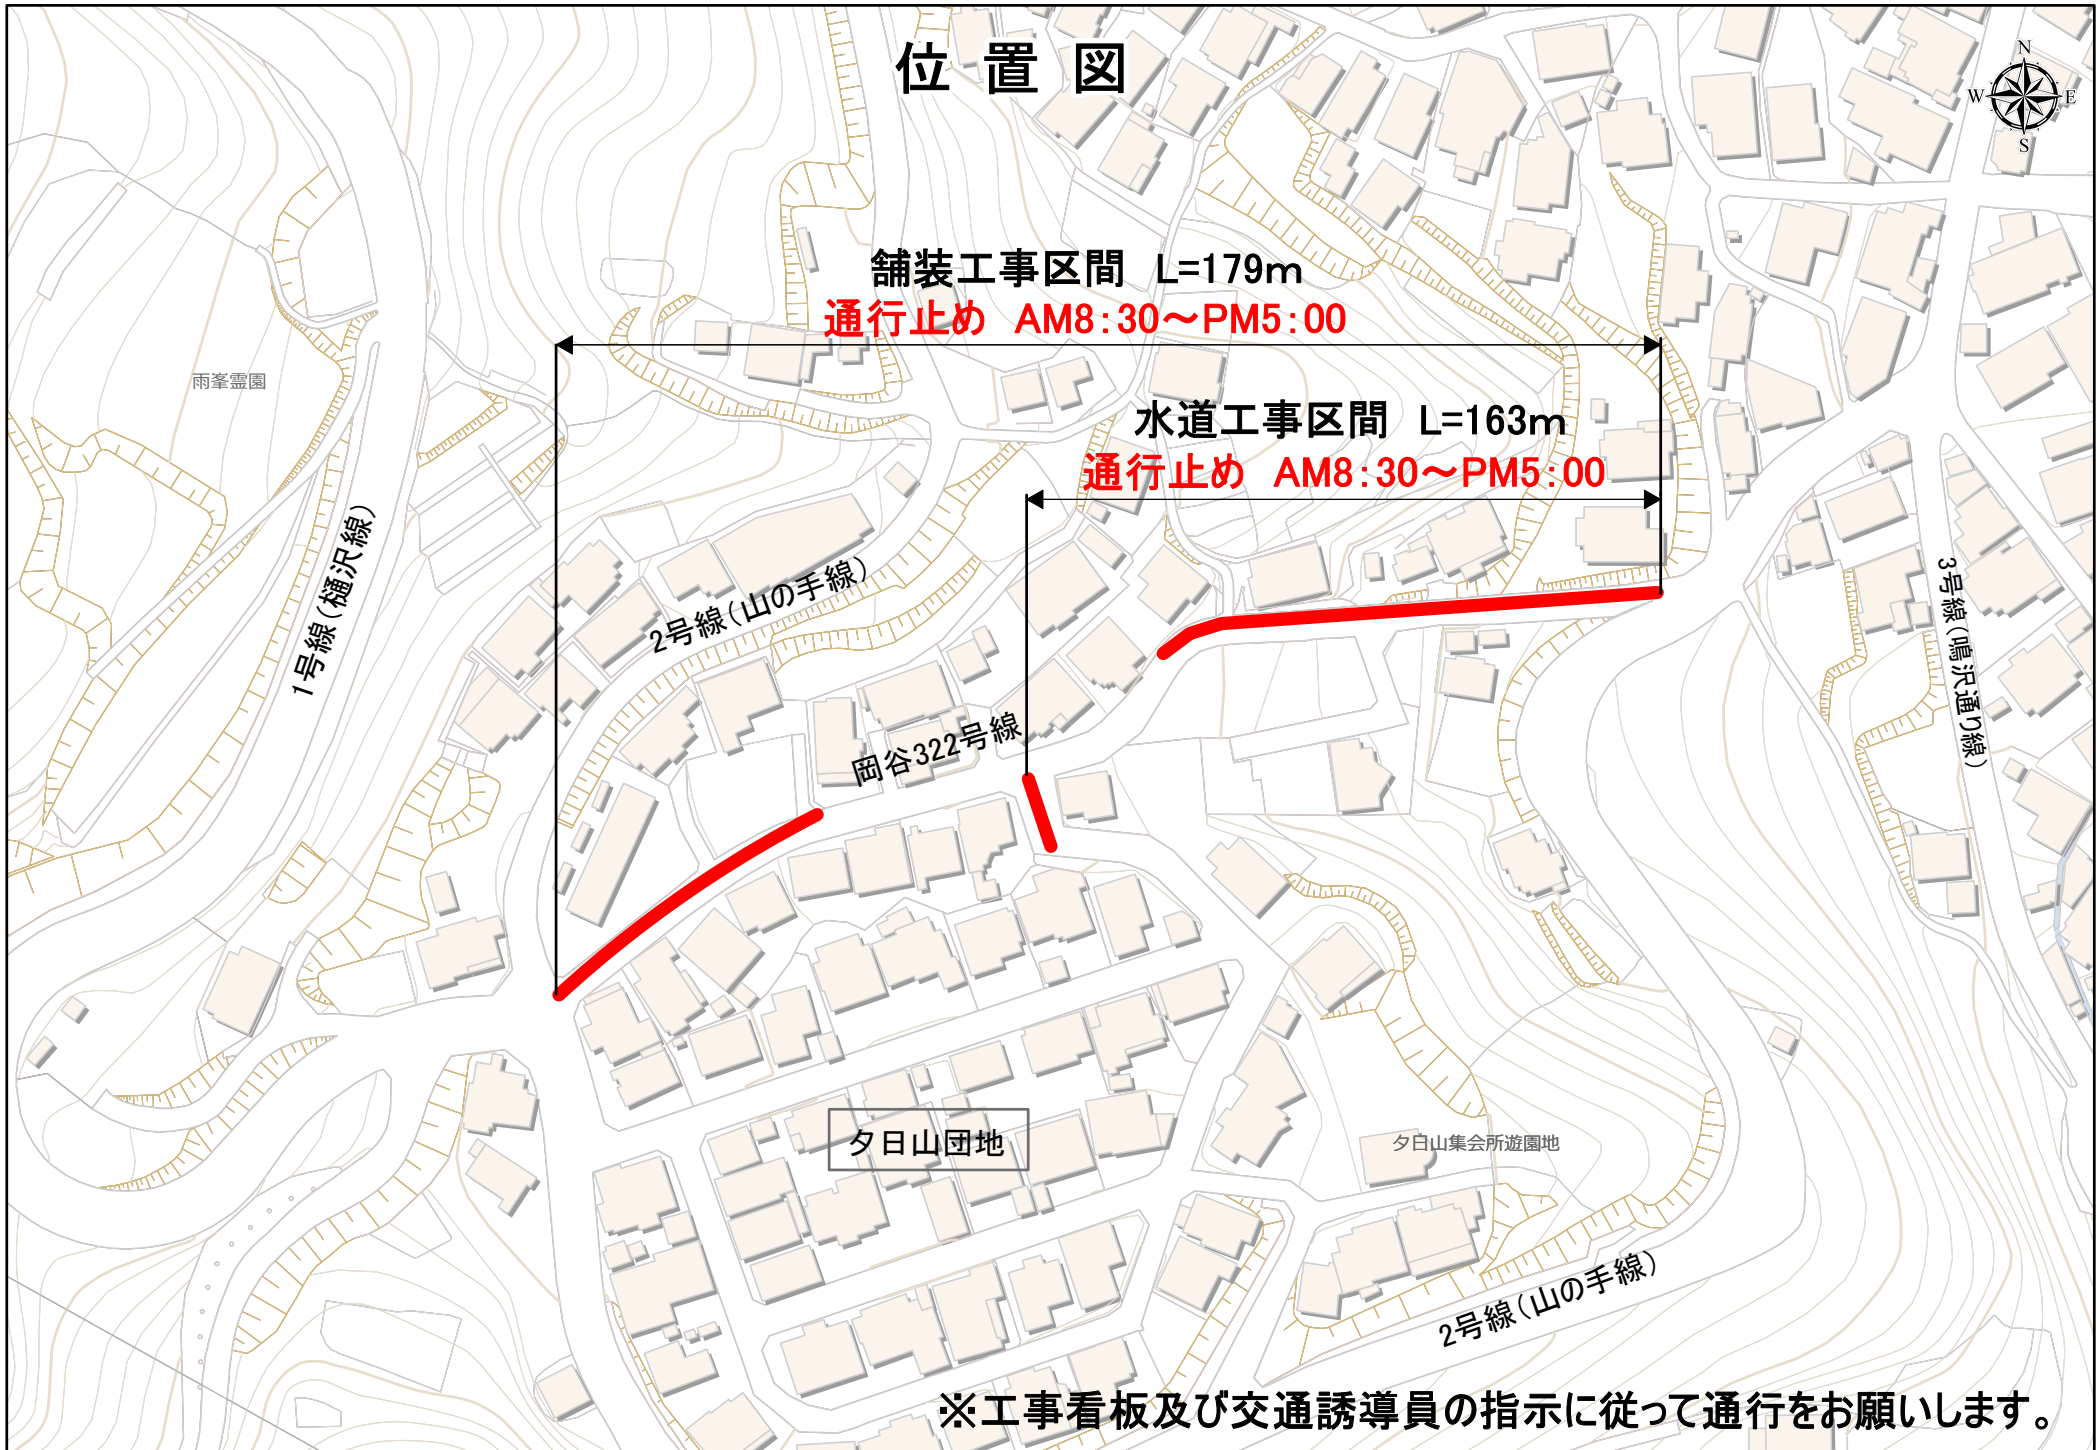 位 置 図
N
W E
S
舗装工事区間 L=179m
通行止め AM8:30~PM5:00
雨峯霊園
水道工事区間 L=163m
通行止め AM8:30~PM5:00
1号線(樋沢線)
2号線(山の手線)
3号線(鳴沢通り線)
岡谷322号線
夕日山団地
夕日山集会所遊園地
2号線(山の手線)
※工事看板及び交通誘導員の指示に従って通行をお願いします。